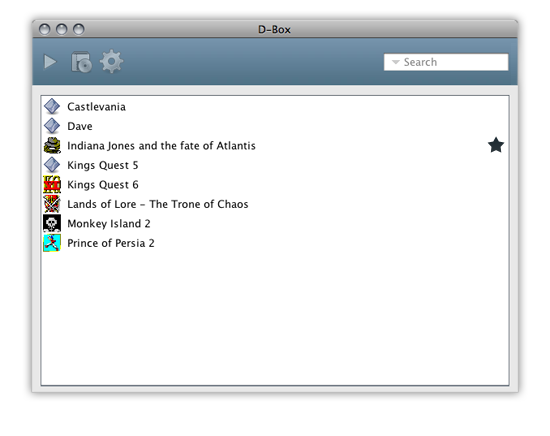 D-Box
Search
Castlevania
Dave
Indiana Jones and the fate of Atlantis
Kings Quest 5
Kings Quest 6
Lands of Lore - The Trone of Chaos
Monkey Island 2
Prince of Persia 2